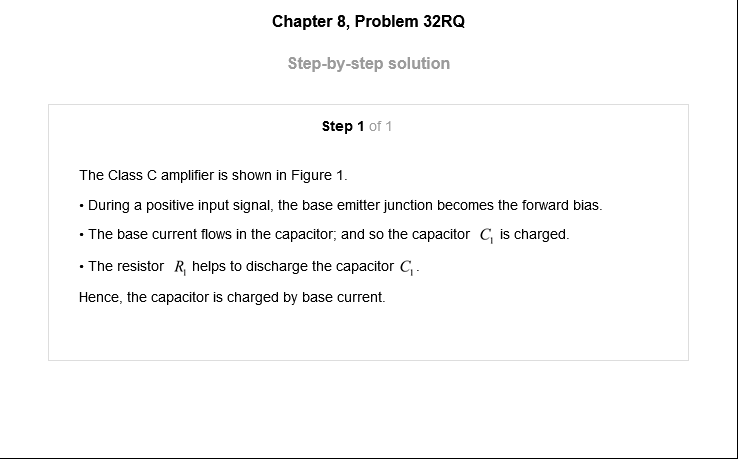 Chapter 8, Problem 32RQ
Step-by-step solution
Step 1 of 1
The Class C amplifier is shown in Figure 1.
• During a positive input signal, the base emitter junction becomes the forward bias.
• The base current flows in the capacitor; and so the capacitor C₁ is charged.
• The resistor R₁ helps to discharge the capacitor C₁.
Hence, the capacitor is charged by base current.